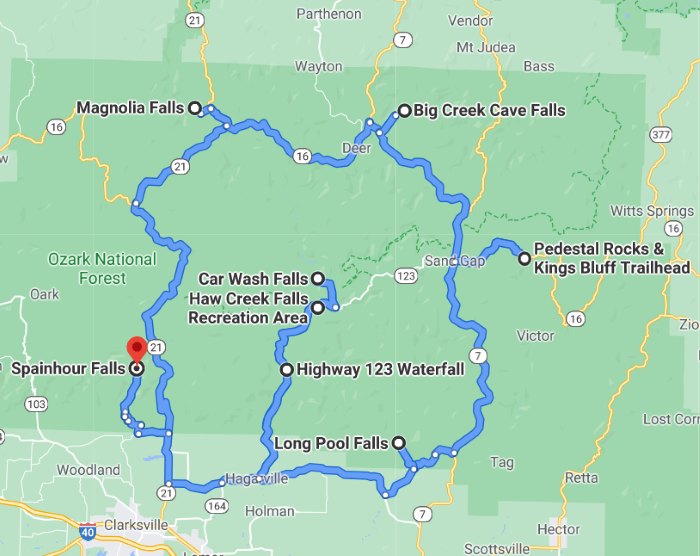 Parthenon
Vendor
7
Mt Judea
Wayton
Bass
21
Magnolia Falls
Big Creek Cave Falls
16
377
Deer
21
16
Witts Springs
Ozark National
Forest
Sand Gap
Pedestal Rocks &
Kings Bluff Trailhead
16
Car Wash Falls
123
Oark
Haw Creek Falls
Recreation Area
16
Victor
21
7
Spainhour Falls
Highway 123 Waterfall
103
Lost Corn
Long Pool Falls
Tag
Woodland
Hagarville
Retta
21
164
Holman
40
Clarksville
7
Hector
Scottsville